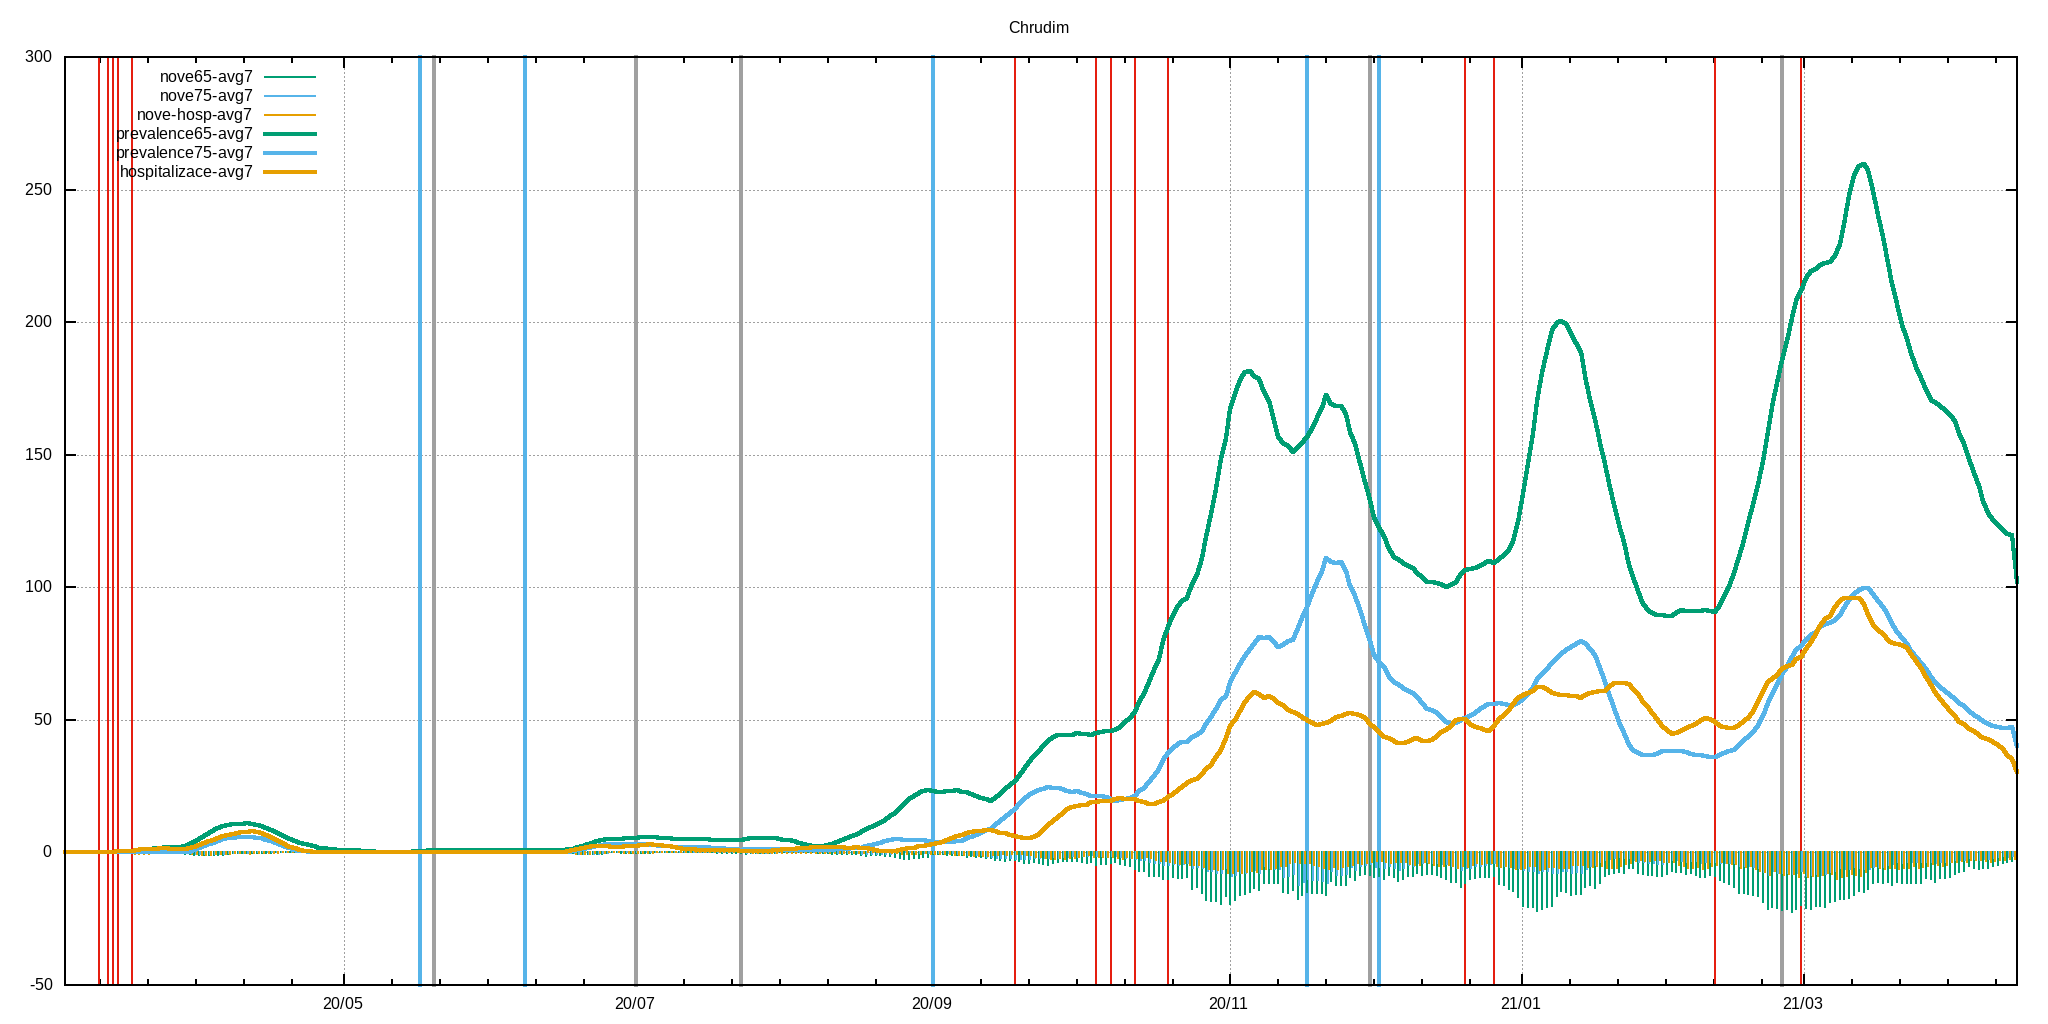 Chrudim
300
250
200
150
100
50
0
-50
nove65-avg7
nove75-avg7
nove-hosp-avg7
prevalence65-avg7
prevalence75-avg7
hospitalizace-avg7
20/05
20/07
20/09
20/11
21/01
21/03